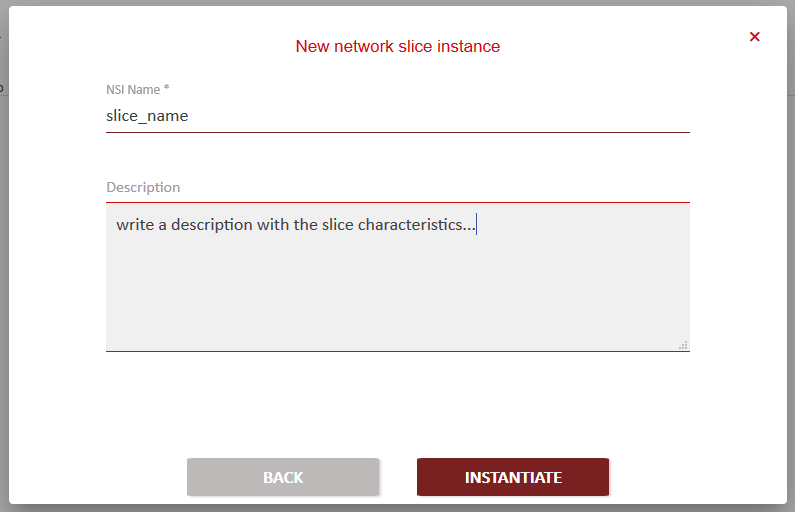 New network slice instance
×
NSI Name *
slice_name
Description
write a description with the slice characteristics...
BACK
INSTANTIATE